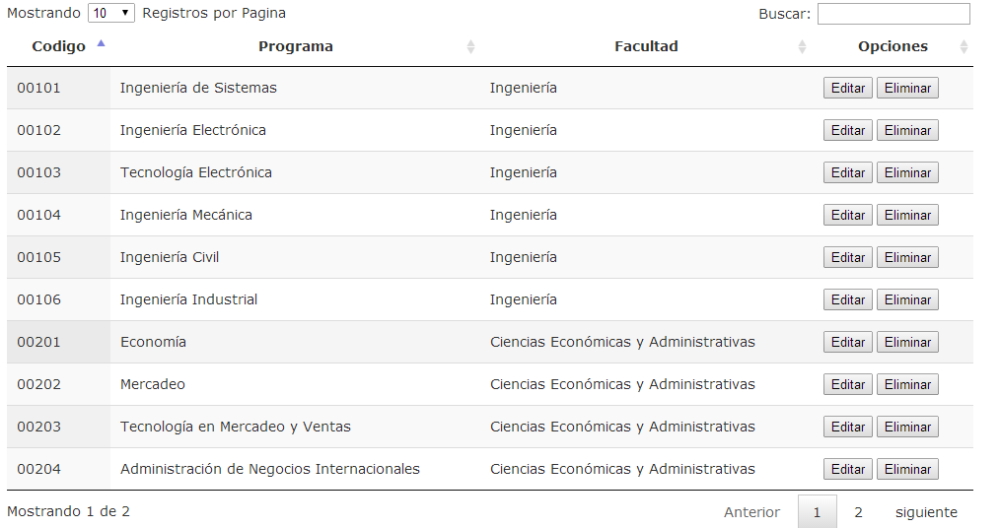 Mostrando 10 Registros por Pagina Buscar:
Codigo Programa Facultad Opciones
00101 Ingeniería de Sistemas Ingeniería Editar Eliminar
00102 Ingeniería Electrónica Ingeniería Editar Eliminar
00103 Tecnología Electrónica Ingeniería Editar Eliminar
00104 Ingeniería Mecánica Ingeniería Editar Eliminar
00105 Ingeniería Civil Ingeniería Editar Eliminar
00106 Ingeniería Industrial Ingeniería Editar Eliminar
00201 Economía Ciencias Económicas y Administrativas Editar Eliminar
00202 Mercadeo Ciencias Económicas y Administrativas Editar Eliminar
00203 Tecnología en Mercadeo y Ventas Ciencias Económicas y Administrativas Editar Eliminar
00204 Administración de Negocios Internacionales Ciencias Económicas y Administrativas Editar Eliminar
Mostrando 1 de 2 Anterior 1 2 siguiente